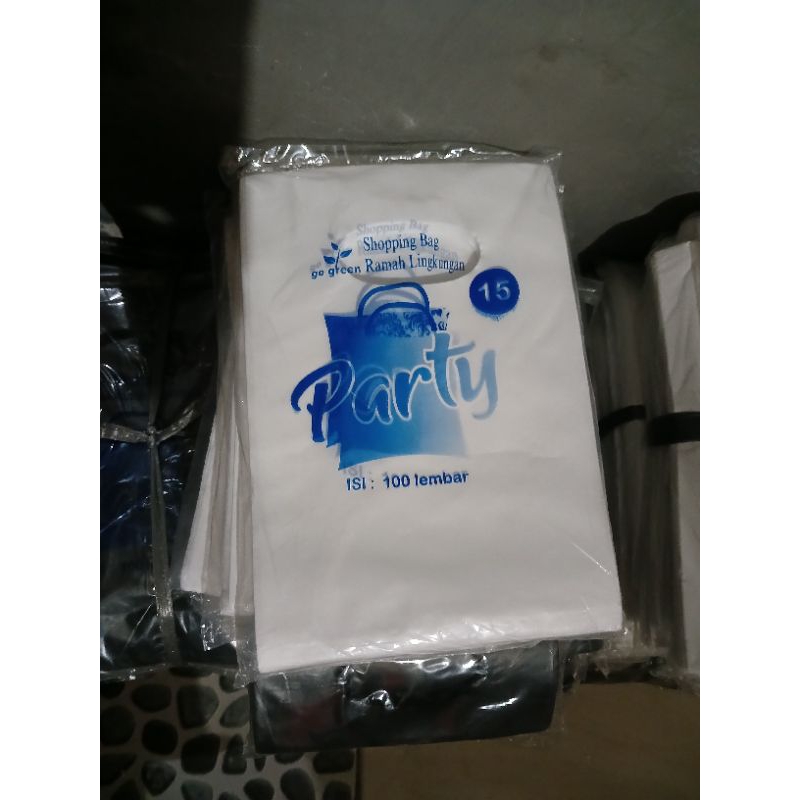 Shopping Bag
Shopping Bag
go green Ramah Lingkungan
15
Party
ISI : 100 lembar